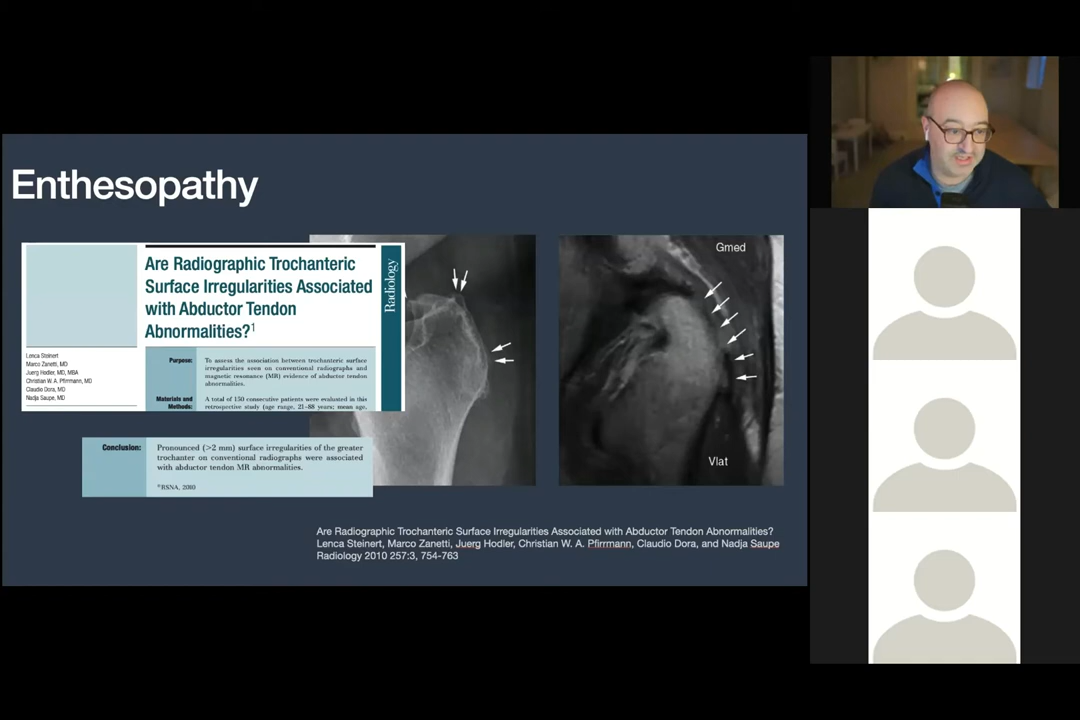 Enthesopathy
Are Radiographic Trochanteric
Surface Irregularities Associated
with Abductor Tendon
Abnormalities?1
Radiology
Lenca Steinert
Marco Zanetti, MD
Juerg Hodler, MD, MBA
Christian W. A. Pfirrmann, MD
Claudio Dora, MD
Nadja Saupe, MD
Purpose:
To assess the association between trochanteric surface
irregularities seen on conventional radiographs and
magnetic resonance (MR) evidence of abductor tendon
abnormalities.
Materials and
Methods:
A total of 150 consecutive patients were evaluated in this
retrospective study (age range, 21–88 years; mean age,
Conclusion:
Pronounced (>2 mm) surface irregularities of the greater
trochanter on conventional radiographs were associated
with abductor tendon MR abnormalities.
©RSNA, 2010
Gmed
Vlat
Are Radiographic Trochanteric Surface Irregularities Associated with Abductor Tendon Abnormalities?
Lenca Steinert, Marco Zanetti, Juerg Hodler, Christian W. A. Pfirrmann, Claudio Dora, and Nadja Saupe
Radiology 2010 257:3, 754-763